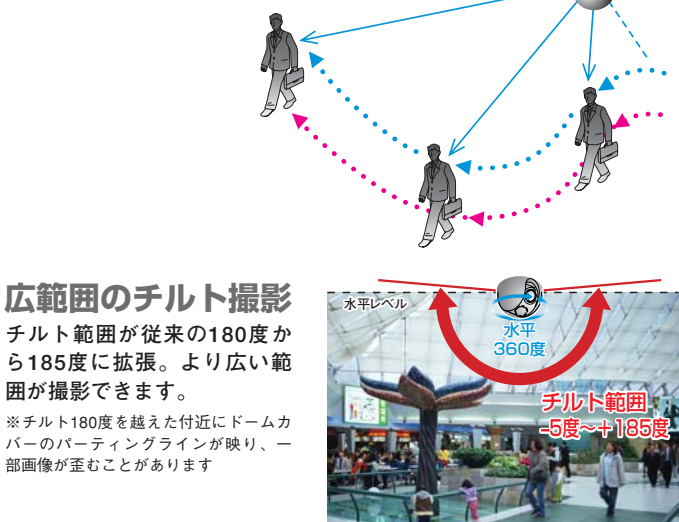 広範囲のチルト撮影
チルト範囲が従来の180度か
ら185度に拡張。より広い範
囲が撮影できます。
※チルト180度を越えた付近にドームカ
バーのパーティングラインが映り、一
部画像が歪むことがあります
水平レベル
水平
360度
チルト範囲
-5度～+185度